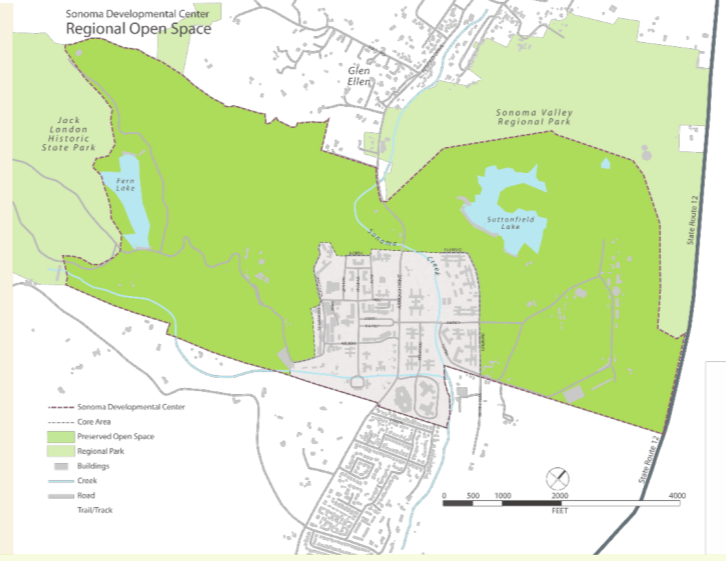 Sonoma Developmental Center
Regional Open Space
Glen
Ellen
Jack
London
Historic
State Park
Sonoma Valley
Regional Park
Fern
Lake
Suttonfield
Lake
Sonoma
Creek
State Route 12
State Route 12
Sonoma Developmental Center
Core Area
Preserved Open Space
Regional Park
Buildings
Creek
Road
Trail/Track
0 500 1000 2000 4000
FEET